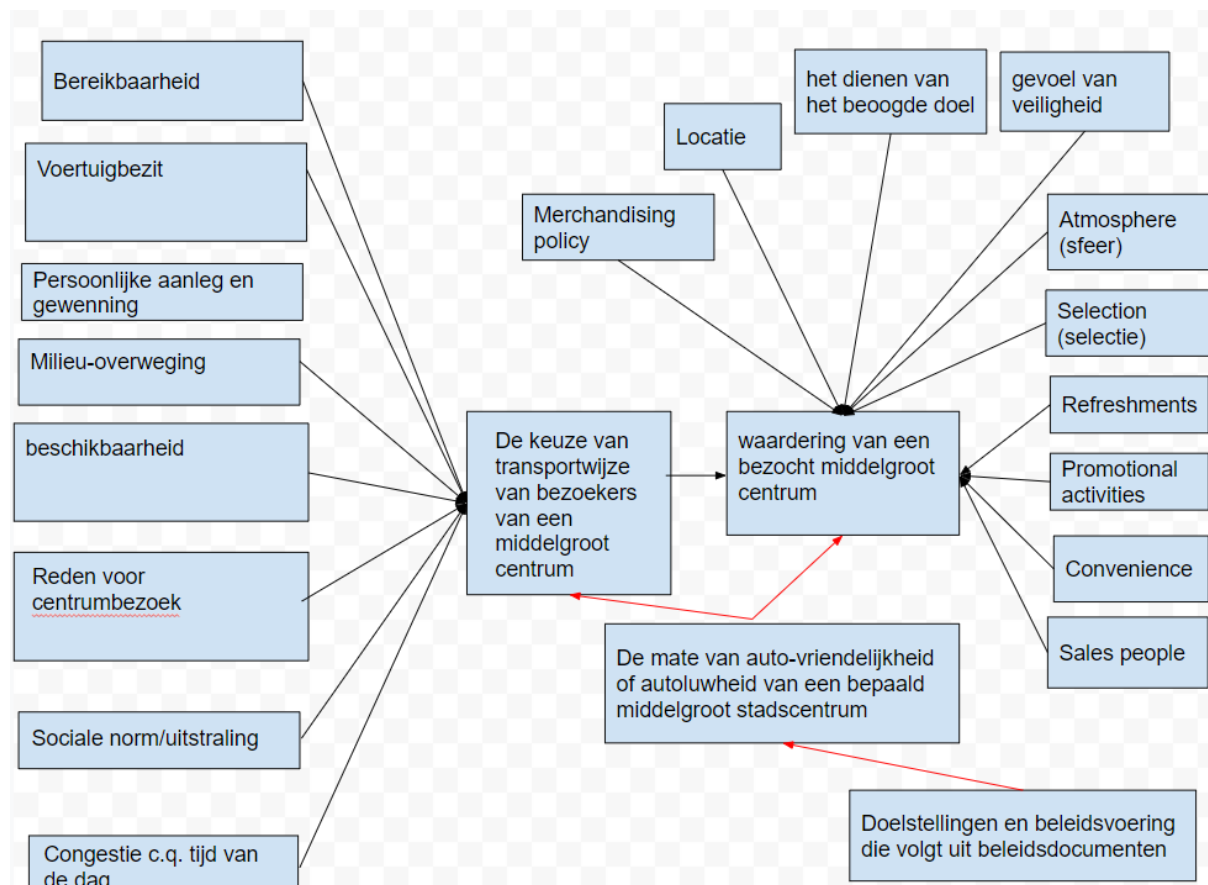 Bereikbaarheid
Voertuigbezit
Persoonlijke aanleg en
gewenning
Milieu-overweging
beschikbaarheid
Reden voor
centrumbezoek
Sociale norm/uitstraling
Congestie c.q. tijd van
de dag
De keuze van
transportwijze
van bezoekers
van een
middelgroot
centrum
Merchandising
policy
Locatie
het dienen van
het beoogde doel
gevoel van
veiligheid
Atmosphere
(sfeer)
Selection
(selectie)
Refreshments
Promotional
activities
Convenience
Sales people
waardering van een
bezocht middelgroot
centrum
De mate van auto-vriendelijkheid
of autoluwheid van een bepaald
middelgroot stadscentrum
Doelstellingen en beleidsvoering
die volgt uit beleidsdocumenten